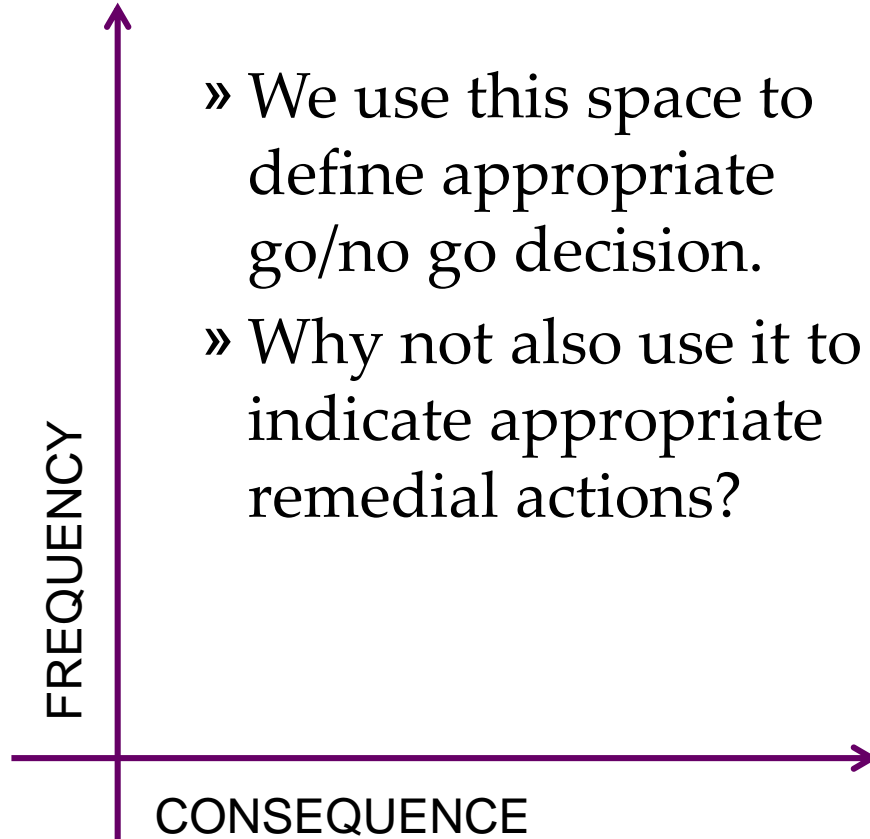 » We use this space to
define appropriate
go/no go decision.
» Why not also use it to
indicate appropriate
remedial actions?
FREQUENCY
CONSEQUENCE